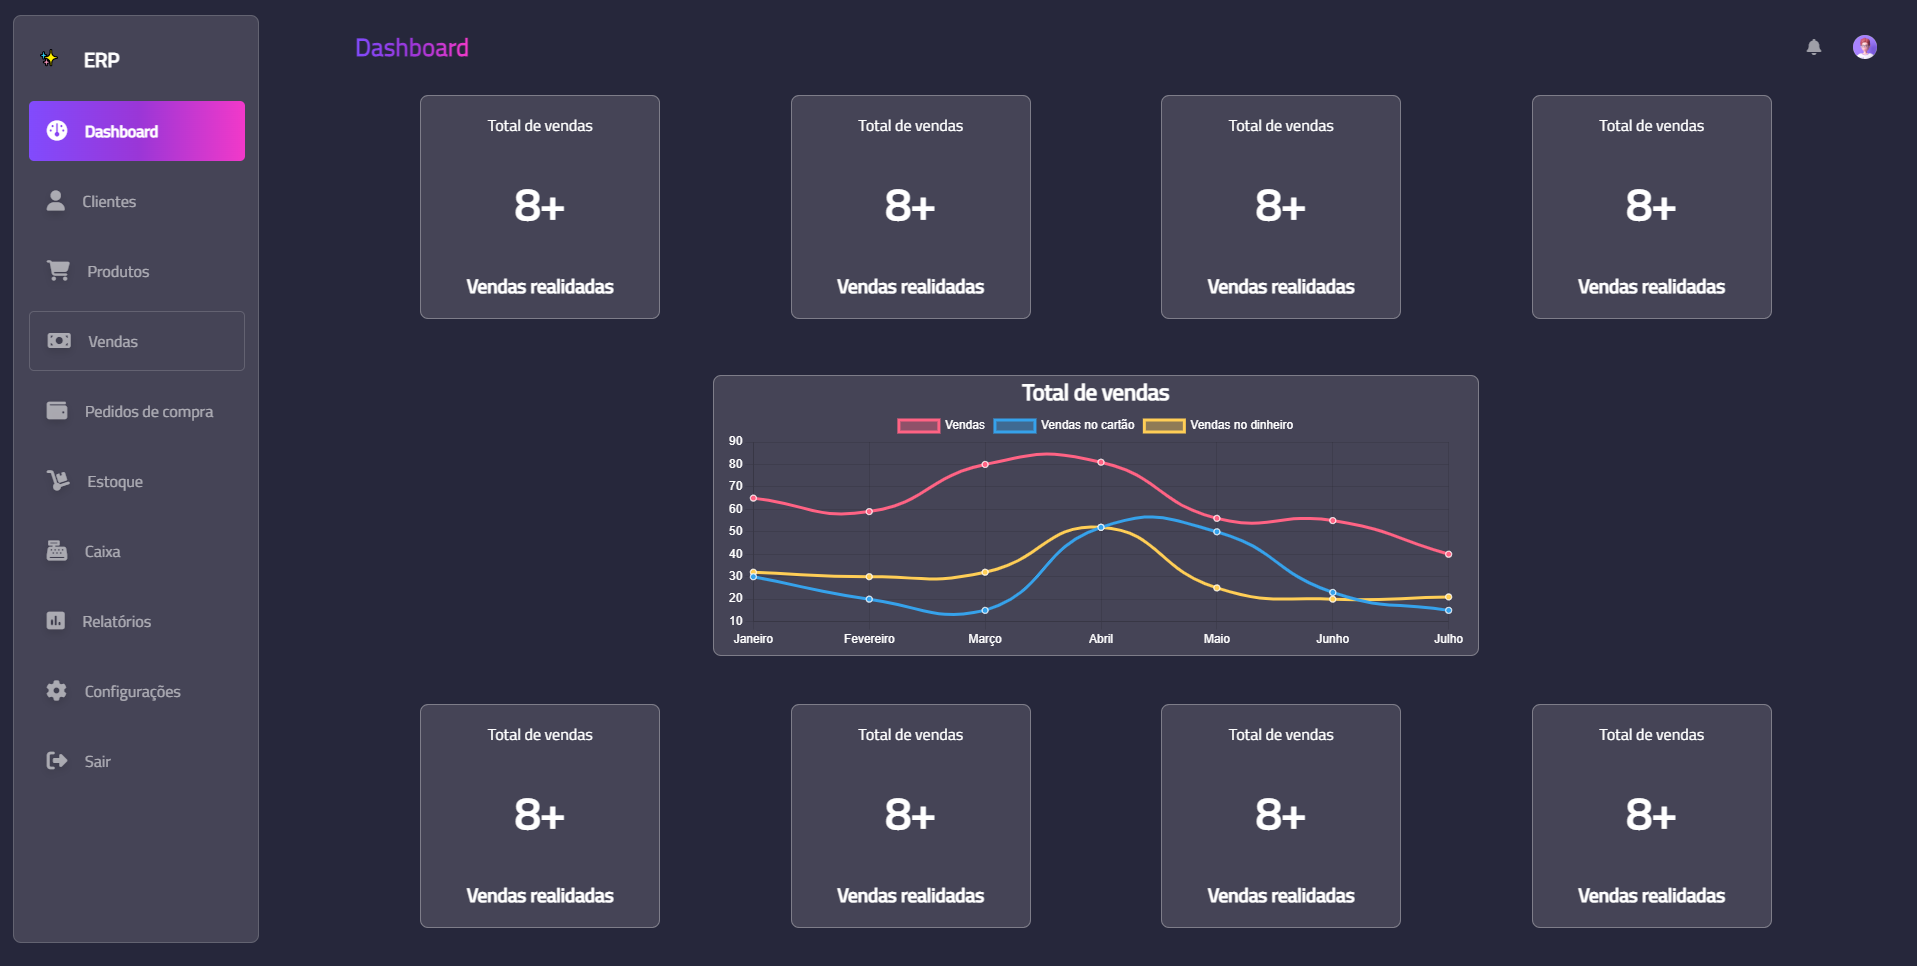 ERP
Dashboard
Clientes
Produtos
Vendas
Pedidos de compra
Estoque
Caixa
Relatórios
Configurações
Sair
Dashboard
Total de vendas
8+
Vendas realidadas
Total de vendas
8+
Vendas realidadas
Total de vendas
8+
Vendas realidadas
Total de vendas
8+
Vendas realidadas
Total de vendas
Vendas Vendas no cartão Vendas no dinheiro
90
80
70
60
50
40
30
20
10
Janeiro Fevereiro Março Abril Maio Junho Julho
Total de vendas
8+
Vendas realidadas
Total de vendas
8+
Vendas realidadas
Total de vendas
8+
Vendas realidadas
Total de vendas
8+
Vendas realidadas